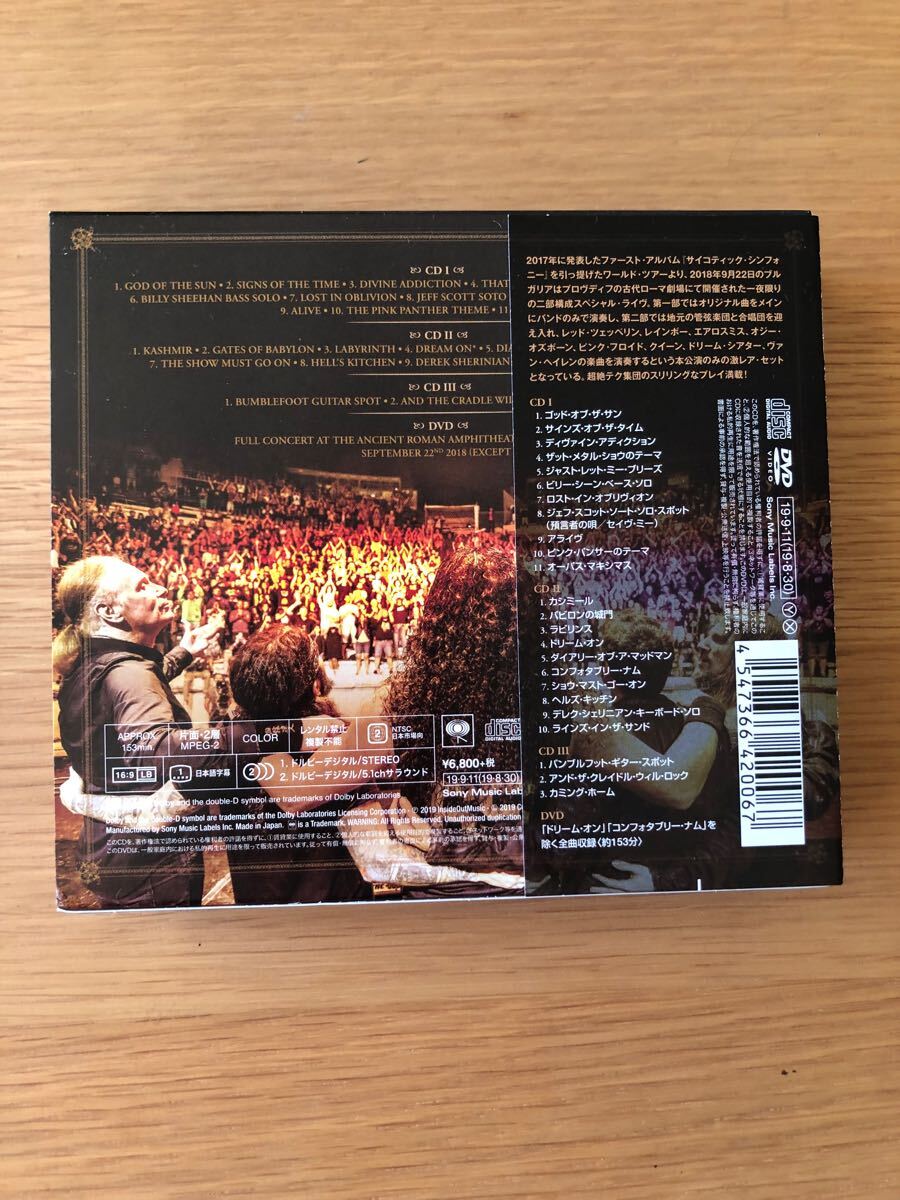 CD I
1. GOD OF THE SUN • 2. SIGNS OF THE TIME • 3. DIVINE ADDICTION • 4. THAT
6. BILLY SHEEHAN BASS SOLO • 7. LOST IN OBLIVION • 8. JEFF SCOTT SOTO
9. ALIVE • 10. THE PINK PANTHER THEME • 11.
CD II
1. KASHMIR • 2. GATES OF BABYLON • 3. LABYRINTH • 4. DREAM ON* • 5. DIA
7. THE SHOW MUST GO ON • 8. HELL'S KITCHEN • 9. DEREK SHERINIAN
CD III
1. BUMBLEFOOT GUITAR SPOT • 2. AND THE CRADLE WIL
DVD
FULL CONCERT AT THE ANCIENT ROMAN AMPHITHEAT
SEPTEMBER 22ND 2018 (EXCEPT
APPROX.
153min.
片面・2層
MPEG-2
COLOR
レンタル禁止
複製不能
2
NTSC
日本市場向
16:9 LB
1
日本語字幕
2
1. ドルビーデジタル/STEREO
2. ドルビーデジタル/5.1chサラウンド
COMPACT
disc
DIGITAL AUDIO
¥6,800+税
19・9・11(19・8・30)
Sony Music Lab
Dolby and the double-D symbol are trademarks of Dolby Laboratories.
Manufactured by Sony Music Labels Inc. Made in Japan.
2017年に発表したファースト・アルバム『サイコティック・シンフォ
ニー』を引っ提げたワールド・ツアーより、2018年9月22日のブル
ガリアはプロヴディフの古代ローマ劇場にて開催された一夜限り
の二部構成スペシャル・ライヴ。第一部ではオリジナル曲をメイン
にバンドのみで演奏し、第二部では地元の管弦楽団と合唱団を迎
え入れ、レッド・ツェッペリン、レインボー、エアロスミス、オジー・
オズボーン、ピンク・フロイド、クイーン、ドリーム・シアター、ヴァ
ン・ヘイレンの楽曲を演奏するという本公演のみの激レア・セット
となっている。超絶テク集団のスリリングなプレイ満載!
CD I
1. ゴッド・オブ・ザ・サン
2. サインズ・オブ・ザ・タイム
3. ディヴァイン・アディクション
4. ザット・メタル・ショウのテーマ
5. ジャスト・レット・ミー・ブリーズ
6. ビリー・シーン・ベース・ソロ
7. ロスト・イン・オブリヴィオン
8. ジェフ・スコット・ソート・ソロ・スポット
(預言者の唄 セイヴ・ミー)
9. アライヴ
10. ピンク・パンサーのテーマ
11. オーパス・マキシマス
CD II
1. カシミール
2. バビロンの城門
3. ラビリンス
4. ドリーム・オン
5. ダイアリー・オブ・ア・マッドマン
6. コンフォタブリー・ナム
7. ショウ・マスト・ゴー・オン
8. ヘルズ・キッチン
9. デレク・シェリニアン・キーボード・ソロ
10. ラインズ・イン・ザ・サンド
CD III
1. バンブルフット・ギター・スポット
2. アンド・ザ・クレイドル・ウィル・ロック
3. カミング・ホーム
DVD
「ドリーム・オン」「コンフォタブリー・ナム」を
除く全曲収録(約153分)
COMPACT
disc
DIGITAL AUDIO
DVD
VIDEO
19・9・11(19・8・30) Ⓨ Ⓧ
Sony Music Labels Inc.
4 547366 420067